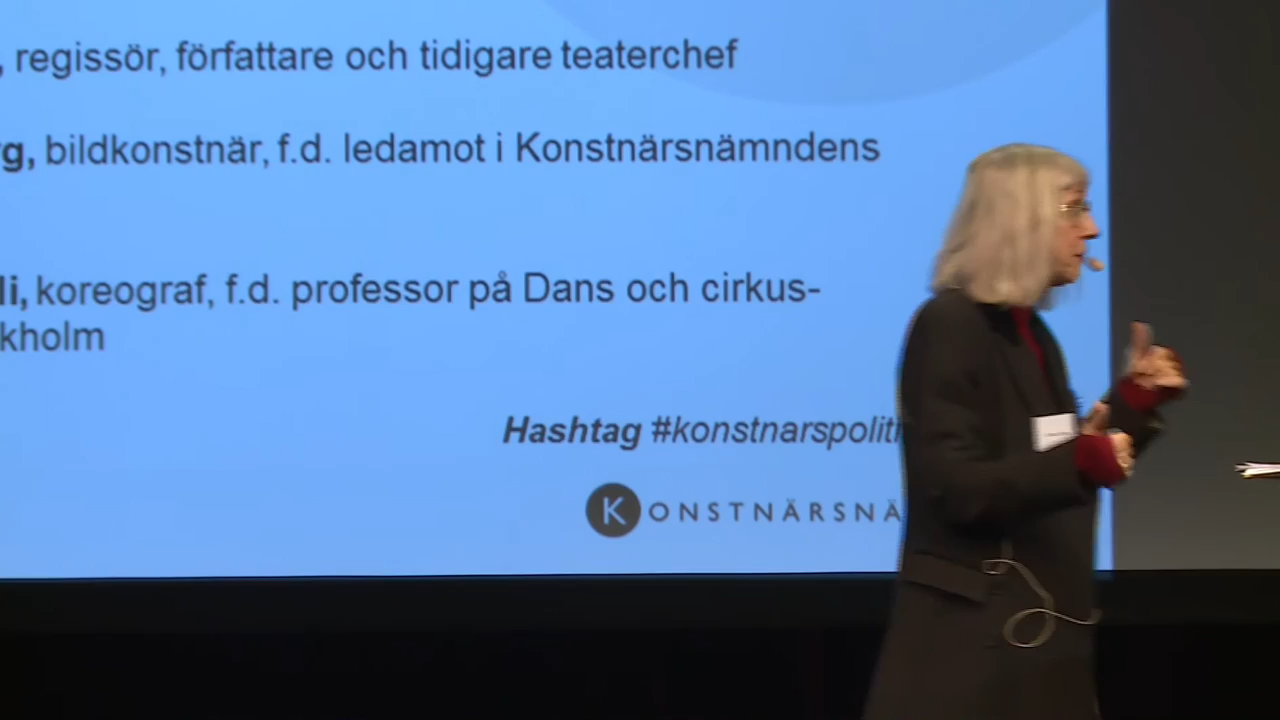 , regissör, författare och tidigare teaterchef
g, bildkonstnär, f.d. ledamot i Konstnärsnämndens
li, koreograf, f.d. professor på Dans och cirkus-
kholm
Hashtag #konstnarspoliti
KONSTNÄRSNÄ